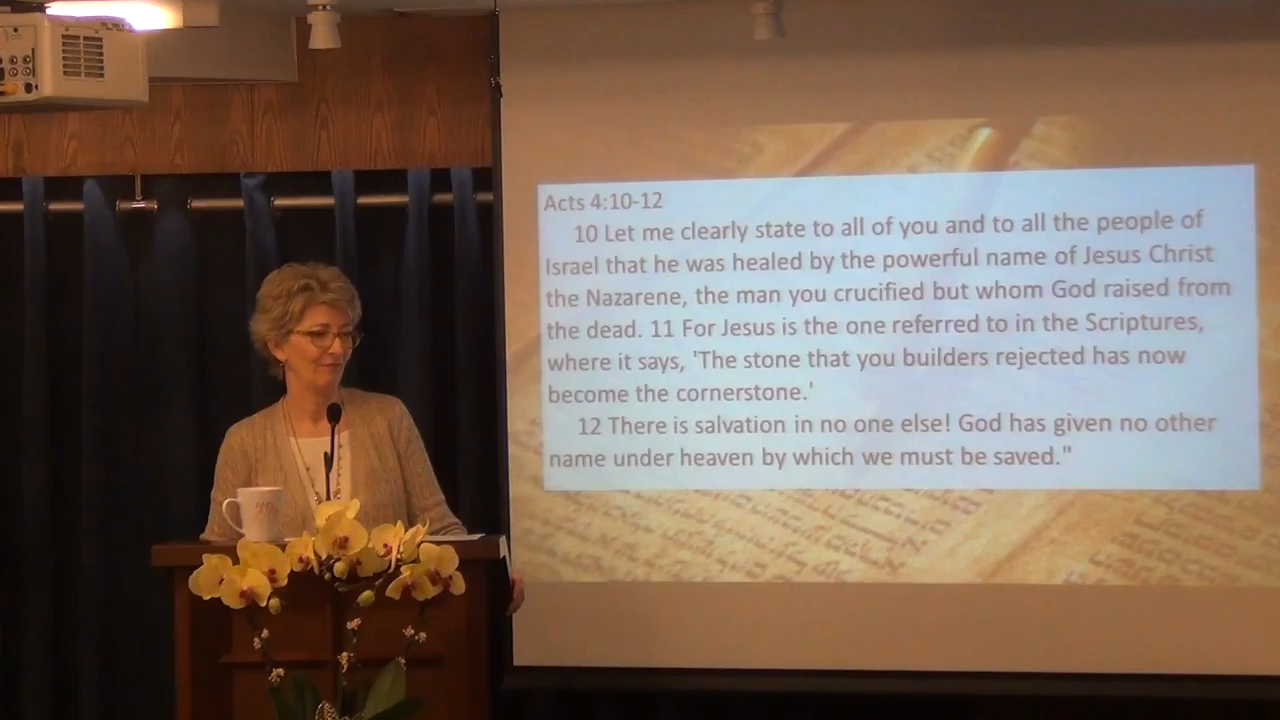 Acts 4:10-12
10 Let me clearly state to all of you and to all the people of
Israel that he was healed by the powerful name of Jesus Christ
the Nazarene, the man you crucified but whom God raised from
the dead. 11 For Jesus is the one referred to in the Scriptures,
where it says, 'The stone that you builders rejected has now
become the cornerstone.'
12 There is salvation in no one else! God has given no other
name under heaven by which we must be saved."